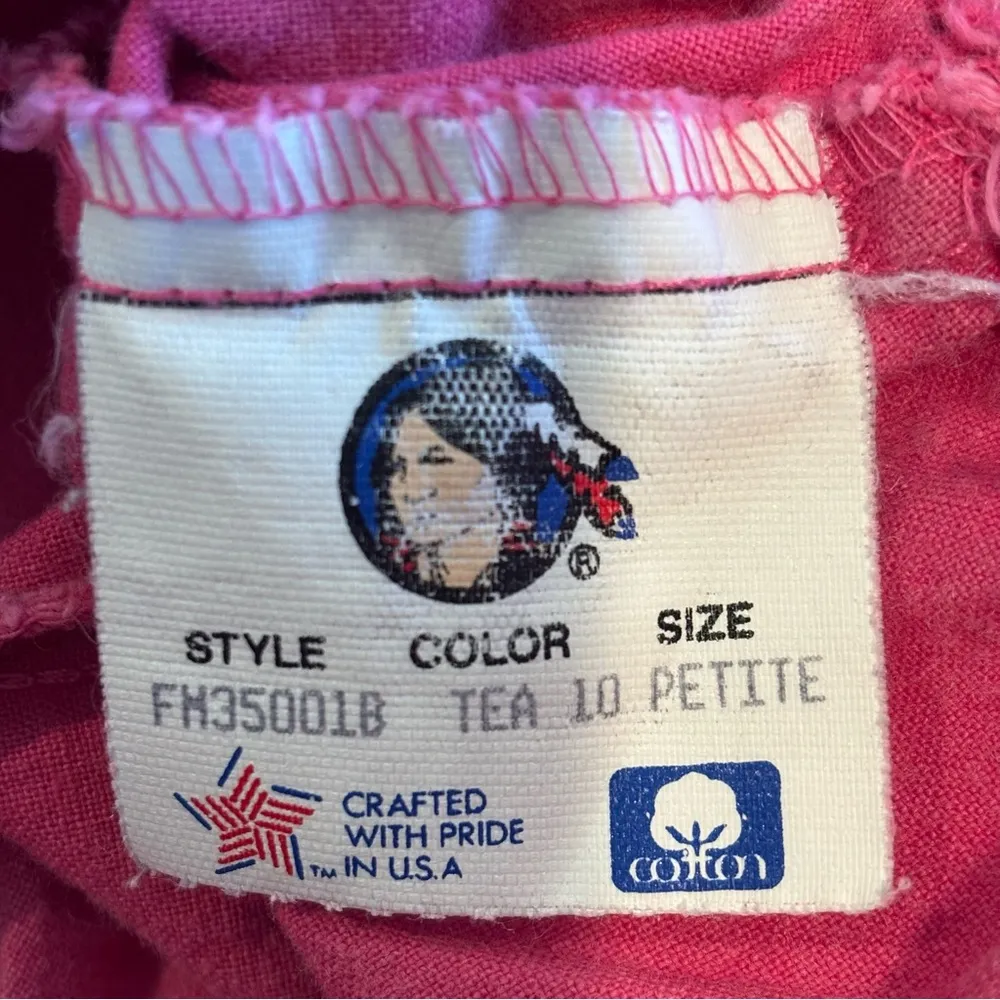 ®
STYLE COLOR SIZE
FM35001B TEA 10 PETITE
CRAFTED
WITH PRIDE
™ IN U.S.A
cotton